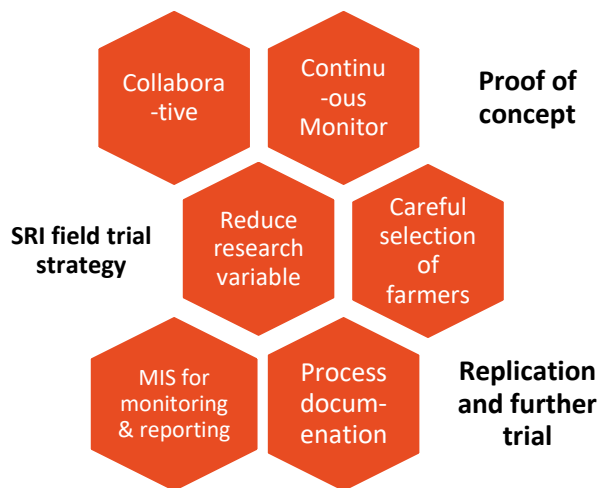 Collabora
-tive
Continu
-ous
Monitor
Proof of
concept
SRI field trial
strategy
Reduce
research
variable
Careful
selection
of
farmers
MIS for
monitoring
& reporting
Process
docum-
enation
Replication
and further
trial